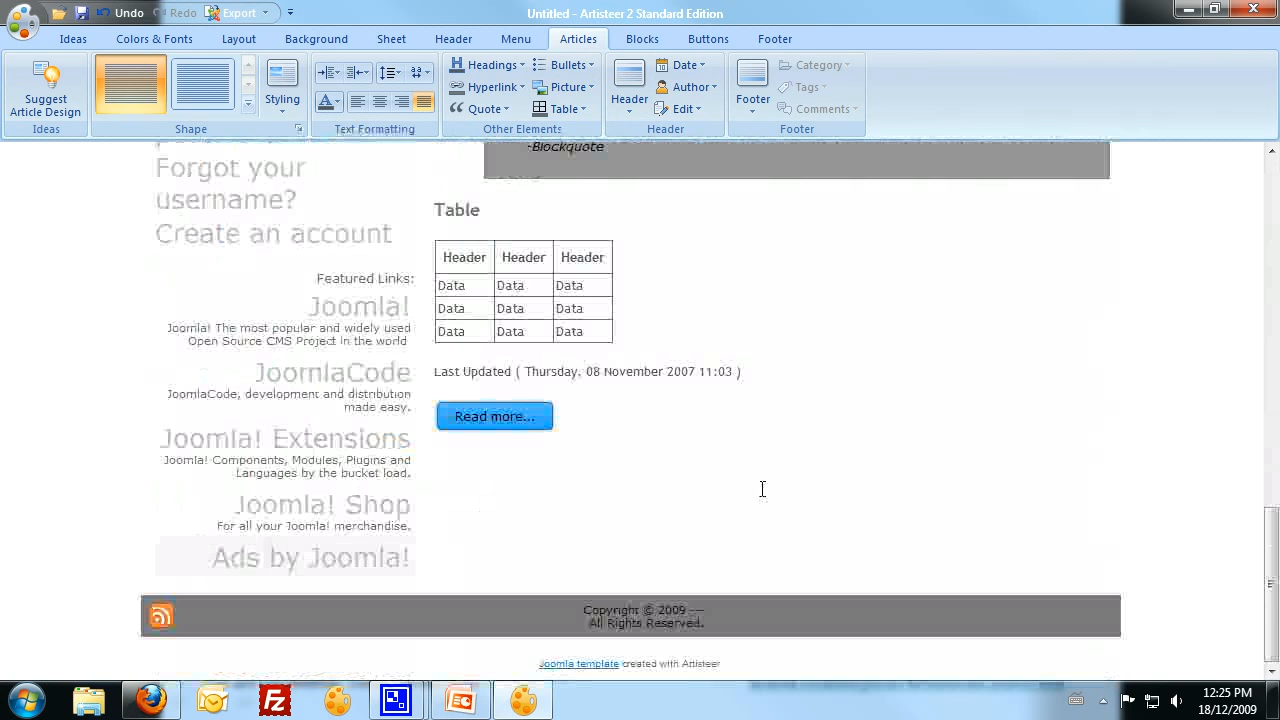 Untitled - Artisteer 2 Standard Edition
Undo Redo Export
Ideas Colors & Fonts Layout Background Sheet Header Menu Articles Blocks Buttons Footer
Suggest
Article Design
Ideas
Shape
Styling
A
Text Formatting
Headings Bullets
Hyperlink Picture
Quote Table
Other Elements
Header
Date
Author
Edit
Header
Footer
Category
Tags
Comments
Footer
Forgot your
username?
Create an account
Featured Links:
Joomla!
Joomla! The most popular and widely used
Open Source CMS Project in the world
JoomlaCode
JoomlaCode, development and distribution
made easy.
Joomla! Extensions
Joomla! Components, Modules, Plugins and
Languages by the bucket load.
Joomla! Shop
For all your Joomla! merchandise.
Ads by Joomla!
-Blockquote
Table
Header Header Header
Data Data Data
Data Data Data
Data Data Data
Last Updated ( Thursday, 08 November 2007 11:03 )
Read more...
Copyright © 2009 ---
All Rights Reserved.
Joomla template created with Artisteer
Fz
12:25 PM
18/12/2009